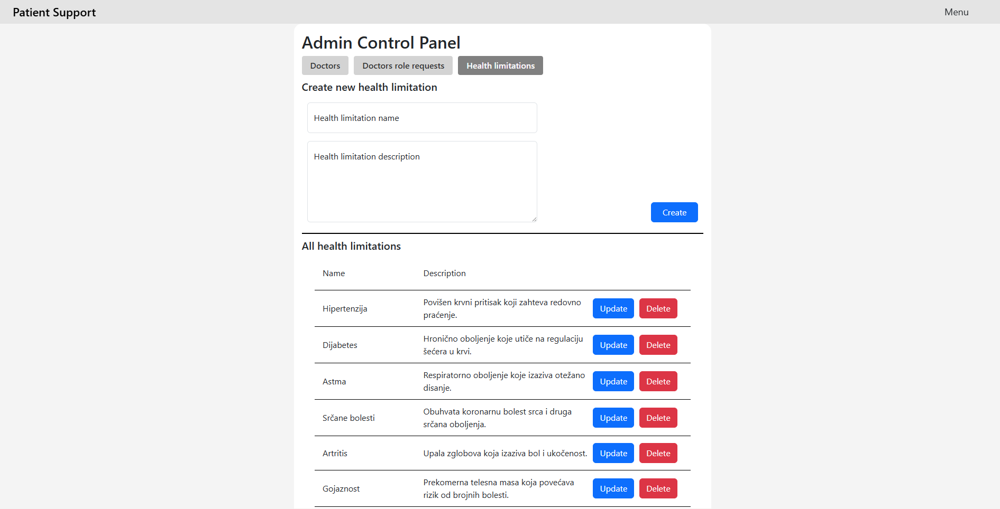 Patient Support
Menu
Admin Control Panel
Doctors
Doctors role requests
Health limitations
Create new health limitation
Health limitation name
Health limitation description
Create
All health limitations
Name
Description
Hipertenzija
Povišen krvni pritisak koji zahteva redovno
praćenje.
Update
Delete
Dijabetes
Hronično oboljenje koje utiče na regulaciju
šećera u krvi.
Update
Delete
Astma
Respiratorno oboljenje koje izaziva otežano
disanje.
Update
Delete
Srčane bolesti
Obuhvata koronarnu bolest srca i druga
srčana oboljenja.
Update
Delete
Artritis
Upala zglobova koja izaziva bol i ukočenost.
Update
Delete
Gojaznost
Prekomerna telesna masa koja povećava
rizik od brojnih bolesti.
Update
Delete